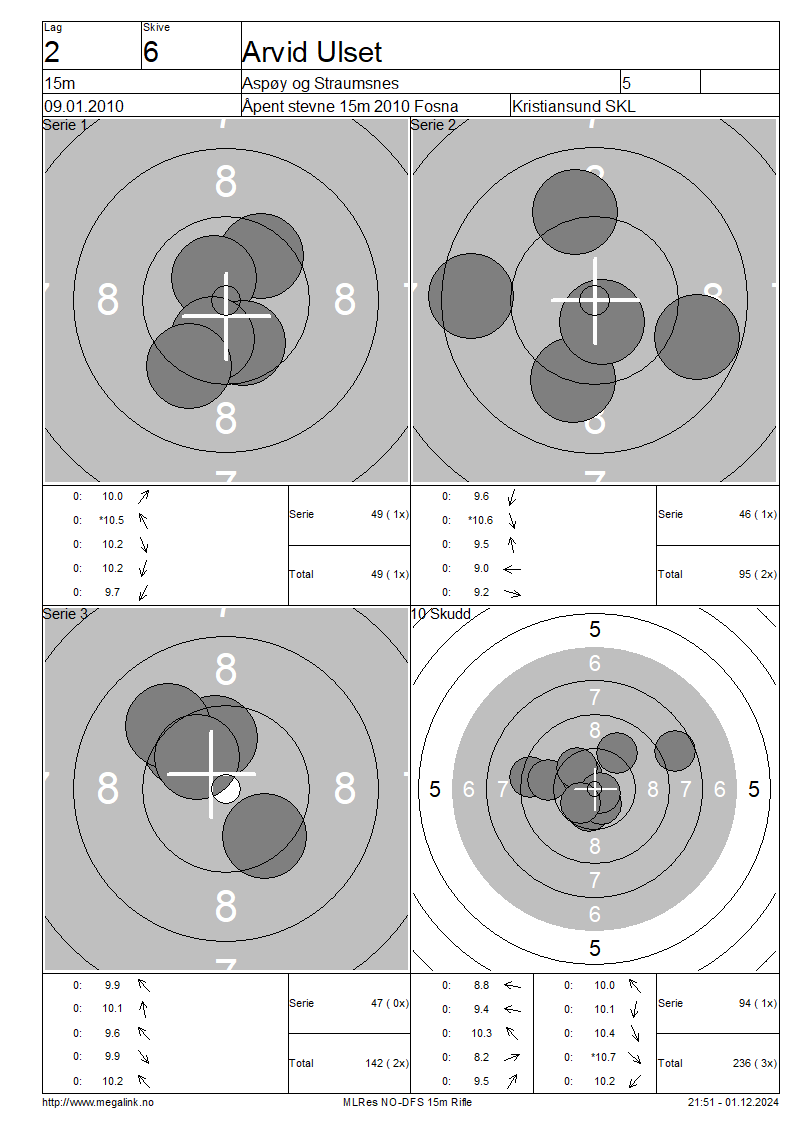 Lag Skive
2 6 Arvid Ulset
15m Aspøy og Straumsnes 5
09.01.2010 Åpent stevne 15m 2010 Fosna Kristiansund SKL
Serie 1
7
8
7 8 8
8
7
Serie 2
7
8
7 8 7
8
7
0: 10.0
0: *10.5
0: 10.2
0: 10.2
0: 9.7
Serie 49 ( 1x)
Total 49 ( 1x)
0: 9.6
0: *10.6
0: 9.5
0: 9.0
0: 9.2
Serie 46 ( 1x)
Total 95 ( 2x)
Serie 3
7
8
7 8 8
8
7
10 Skudd
5
6
7
8
5 6 7 8 7 6 5
8
7
6
5
0: 9.9
0: 10.1
0: 9.6
0: 9.9
0: 10.2
Serie 47 ( 0x)
Total 142 ( 2x)
0: 8.8 0: 10.0
0: 9.4 0: 10.1
0: 10.3 0: 10.4
0: 8.2 0: *10.7
0: 9.5 0: 10.2
Serie 94 ( 1x)
Total 236 ( 3x)
http://www.megalink.no MLRes NO-DFS 15m Rifle 21:51 - 01.12.2024